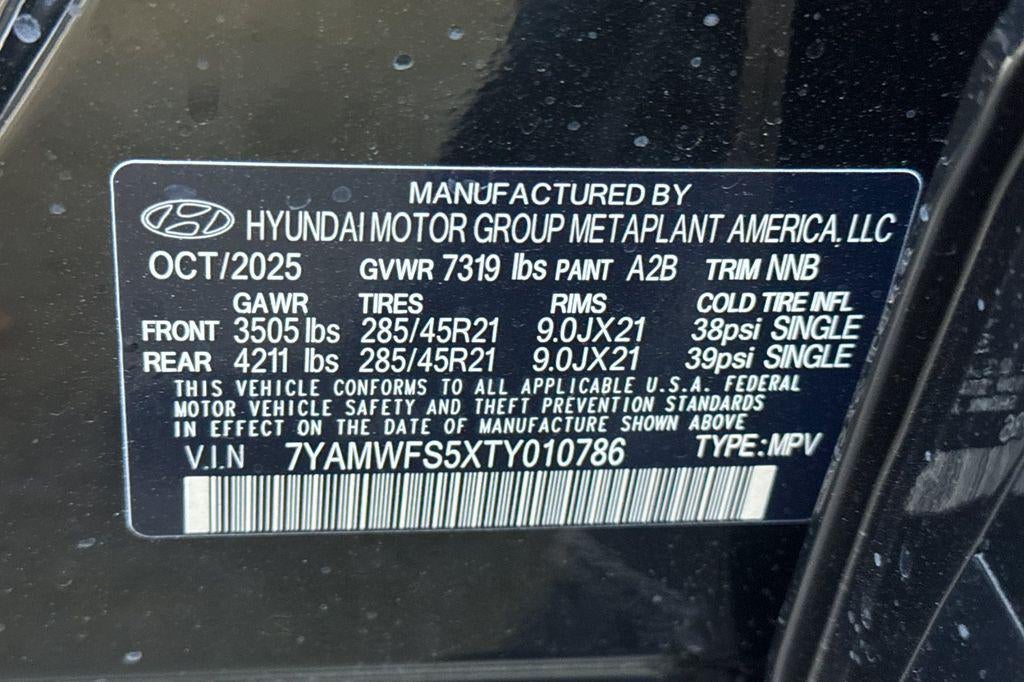 MANUFACTURED BY
HYUNDAI MOTOR GROUP METAPLANT AMERICA, LLC
OCT/2025 GVWR 7319 lbs PAINT A2B TRIM NNB
GAWR TIRES RIMS COLD TIRE INFL
FRONT 3505 lbs 285/45R21 9.0JX21 38psi SINGLE
REAR 4211 lbs 285/45R21 9.0JX21 39psi SINGLE
THIS VEHICLE CONFORMS TO ALL APPLICABLE U.S.A. FEDERAL
MOTOR VEHICLE SAFETY AND THEFT PREVENTION STANDARDS
IN EFFECT ON THE DATE OF MANUFACTURE SHOWN ABOVE
V.I.N 7YAMWFS5XTY010786 TYPE: MPV